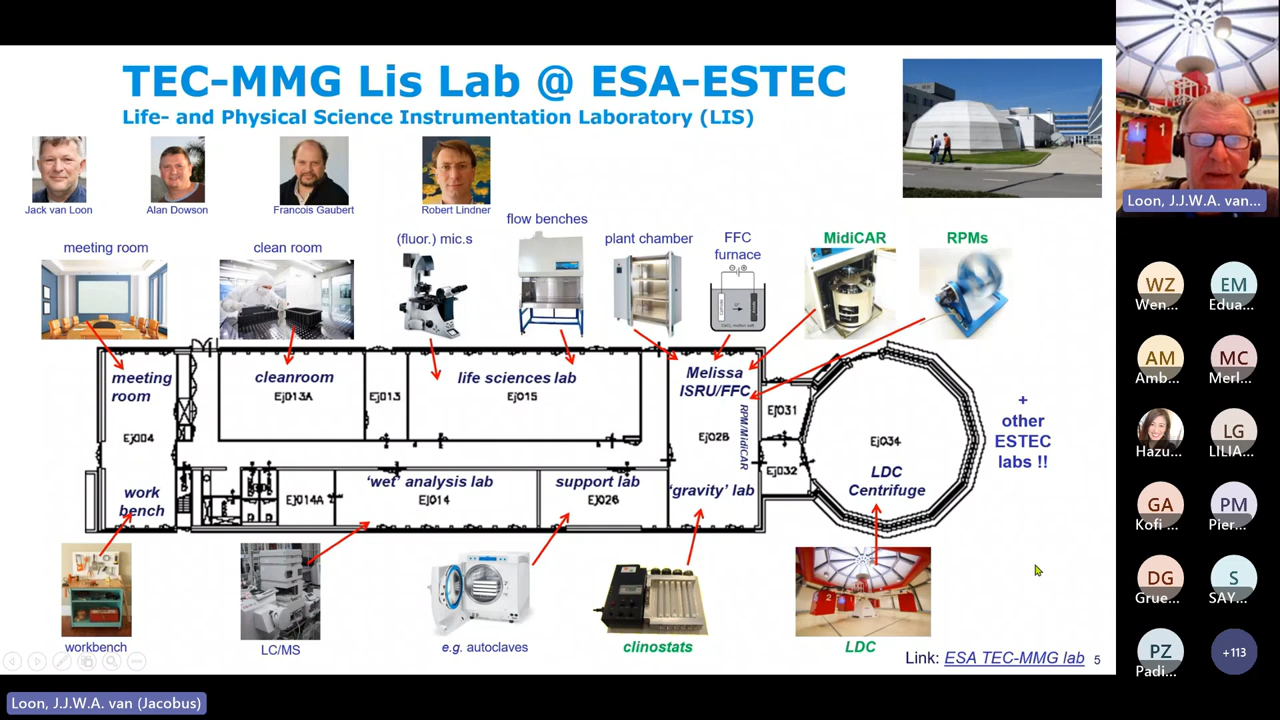 TEC-MMG Lis Lab @ ESA-ESTEC
Life- and Physical Science Instrumentation Laboratory (LIS)
Jack van Loon
Alan Dowson
Francois Gaubert
Robert Lindner
meeting room
clean room
(fluor.) mic.s
flow benches
plant chamber
FFC
furnace
MidiCAR
RPMs
meeting
room
Ej004
work
bench
cleanroom
Ej013A
Ej013
life sciences lab
Ej015
Melissa
ISRU/FFC
RPM/MidiCAR
Ej028
'gravity' lab
Ej031
Ej032
Ej034
LDC
Centrifuge
Ej014A
'wet' analysis lab
Ej014
support lab
Ej026
+
other
ESTEC
labs !!
workbench
LC/MS
e.g. autoclaves
clinostats
LDC
2
Link: ESA TEC-MMG lab
5
Loon, J.J.W.A. van (Jacobus)
1
Loon, J.J.W.A. van...
WZ
Wen...
EM
Edua...
AM
Amb...
MC
Merl...
Hazu...
LG
LILIA...
GA
Kofi ...
PM
Pier...
DG
Grue...
S
SAY...
PZ
Padi...
+113